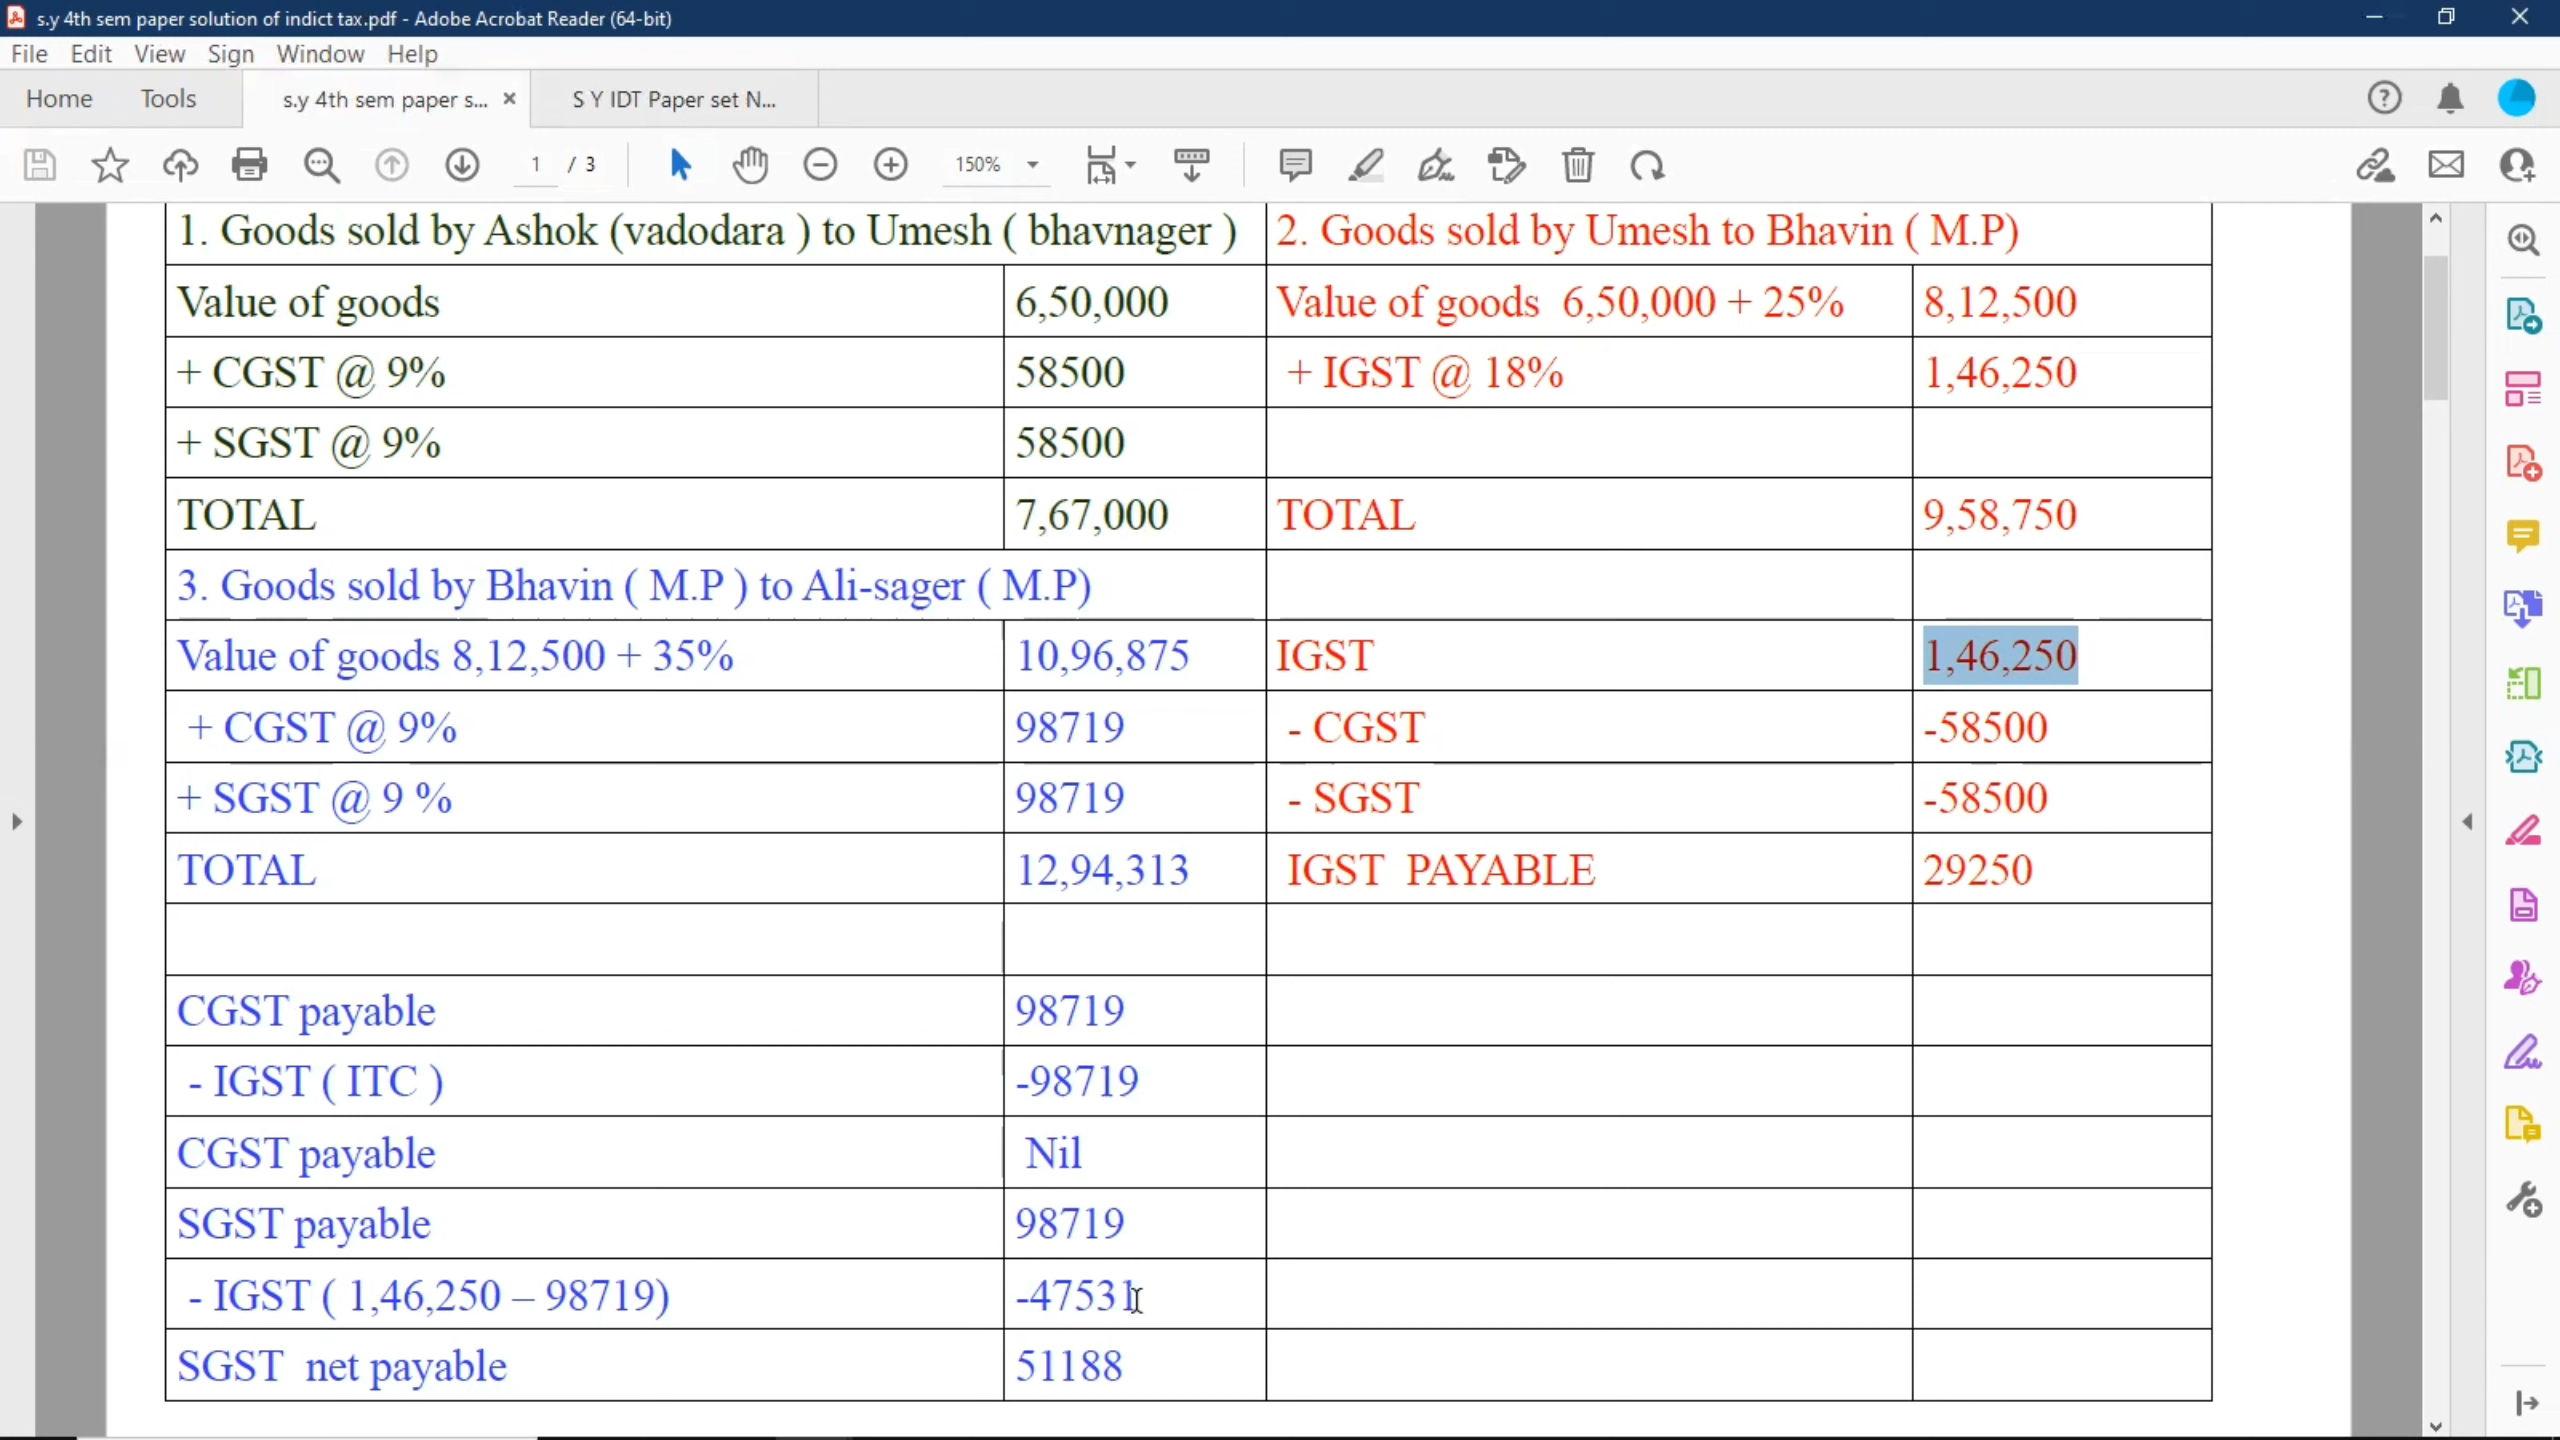 s.y 4th sem paper solution of indict tax.pdf - Adobe Acrobat Reader (64-bit)
File Edit View Sign Window Help
Home Tools s.y 4th sem paper s... × S Y IDT Paper set N...
1 / 3 150%
1. Goods sold by Ashok (vadodara ) to Umesh ( bhavnager ) 2. Goods sold by Umesh to Bhavin ( M.P)
Value of goods 6,50,000 Value of goods 6,50,000 + 25% 8,12,500
+ CGST @ 9% 58500 + IGST @ 18% 1,46,250
+ SGST @ 9% 58500
TOTAL 7,67,000 TOTAL 9,58,750
3. Goods sold by Bhavin ( M.P ) to Ali-sager ( M.P)
Value of goods 8,12,500 + 35% 10,96,875 IGST 1,46,250
+ CGST @ 9% 98719 - CGST -58500
+ SGST @ 9 % 98719 - SGST -58500
TOTAL 12,94,313 IGST PAYABLE 29250
CGST payable 98719
- IGST ( ITC ) -98719
CGST payable Nil
SGST payable 98719
- IGST ( 1,46,250 – 98719) -47531
SGST net payable 51188